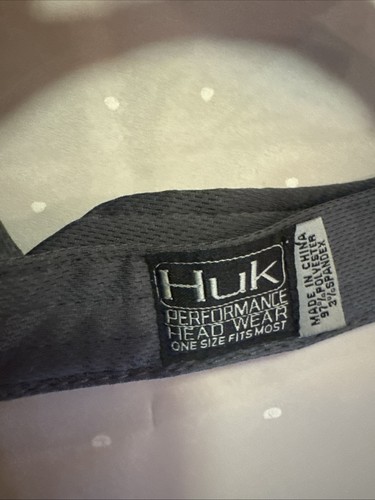 Huk
PERFORMANCE
HEAD WEAR
ONE SIZE FITS MOST
MADE IN CHINA
97%POLYESTER
3%SPANDEX